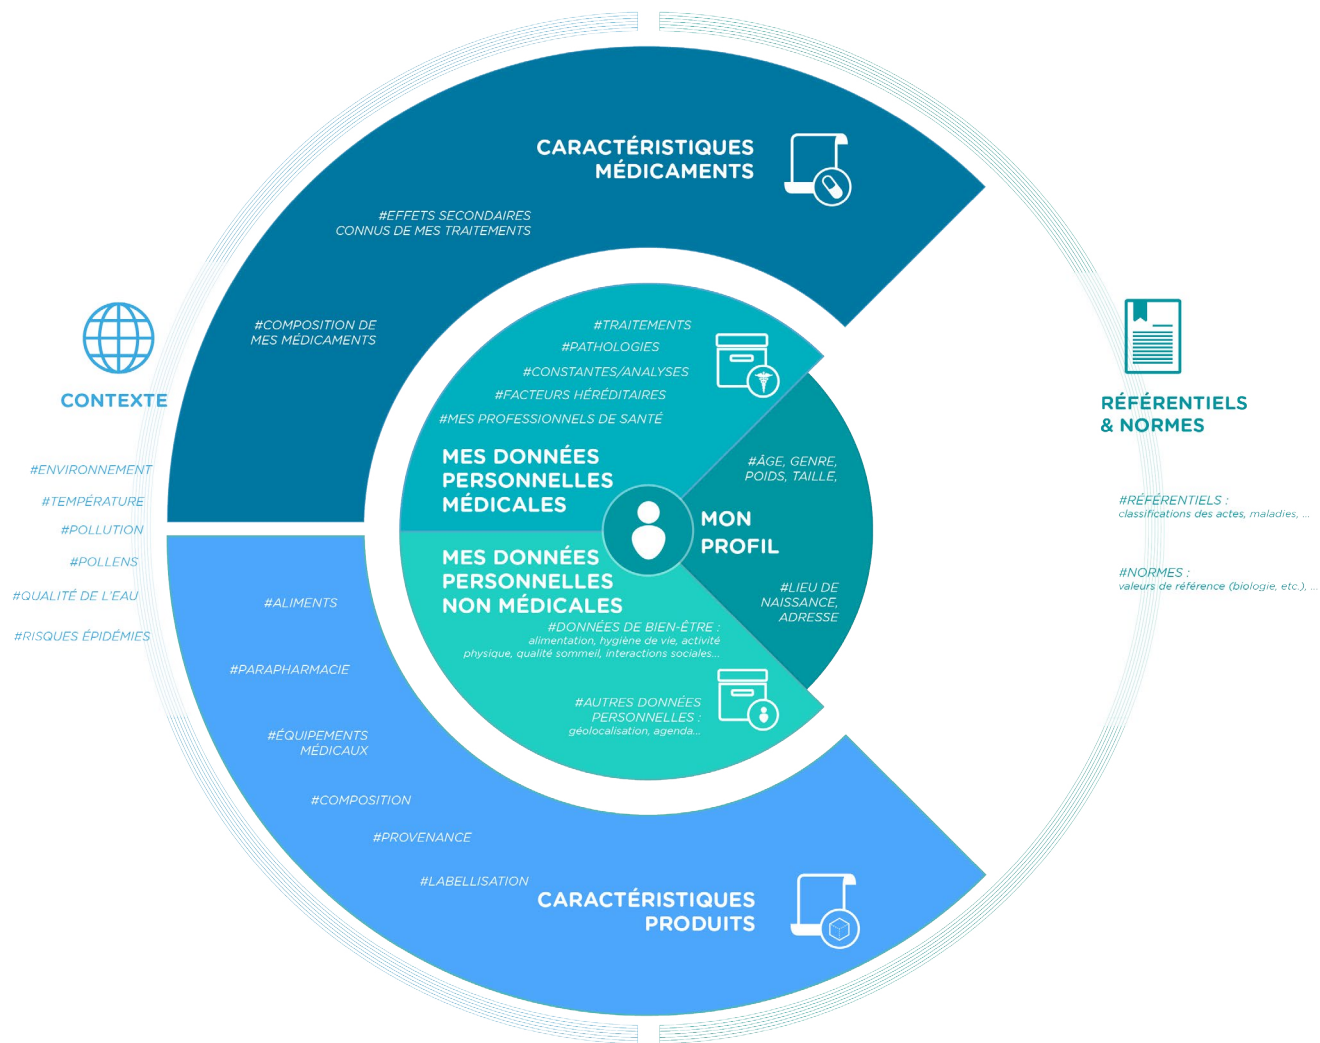 CARACTÉRISTIQUES
MÉDICAMENTS
#EFFETS SECONDAIRES
CONNUS DE MES TRAITEMENTS
#COMPOSITION DE
MES MÉDICAMENTS
CONTEXTE
#ENVIRONNEMENT
#TEMPÉRATURE
#POLLUTION
#POLLENS
#QUALITÉ DE L'EAU
#RISQUES ÉPIDÉMIES
#TRAITEMENTS
#PATHOLOGIES
#CONSTANTES/ANALYSES
#FACTEURS HÉRÉDITAIRES
#MES PROFESSIONNELS DE SANTÉ
MES DONNÉES
PERSONNELLES
MÉDICALES
#ÂGE, GENRE,
POIDS, TAILLE,
MON
PROFIL
#LIEU DE
NAISSANCE,
ADRESSE
MES DONNÉES
PERSONNELLES
NON MÉDICALES
#DONNÉES DE BIEN-ÊTRE :
alimentation, hygiène de vie, activité
physique, qualité sommeil, interactions sociales...
#AUTRES DONNÉES
PERSONNELLES :
géolocalisation, agenda...
#ALIMENTS
#PARAPHARMACIE
#ÉQUIPEMENTS
MÉDICAUX
#COMPOSITION
#PROVENANCE
#LABELLISATION
CARACTÉRISTIQUES
PRODUITS
RÉFÉRENTIELS
& NORMES
#RÉFÉRENTIELS :
classifications des actes, maladies, ...
#NORMES :
valeurs de référence (biologie, etc.), ...